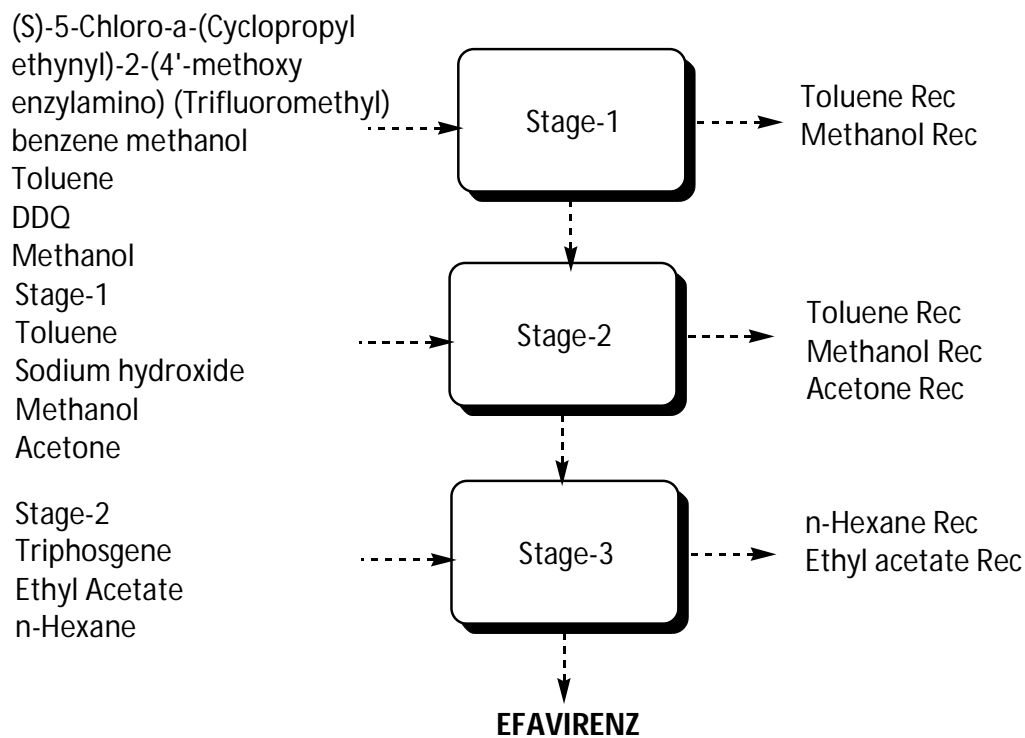 (S)-5-Chloro-a-(Cyclopropyl
ethynyl)-2-(4'-methoxy
enzylamino) (Trifluoromethyl)
benzene methanol
Toluene
DDQ
Methanol
Stage-1
Toluene Rec
Methanol Rec
Stage-1
Toluene
Sodium hydroxide
Methanol
Acetone
Stage-2
Toluene Rec
Methanol Rec
Acetone Rec
Stage-2
Triphosgene
Ethyl Acetate
n-Hexane
Stage-3
n-Hexane Rec
Ethyl acetate Rec
EFAVIRENZ